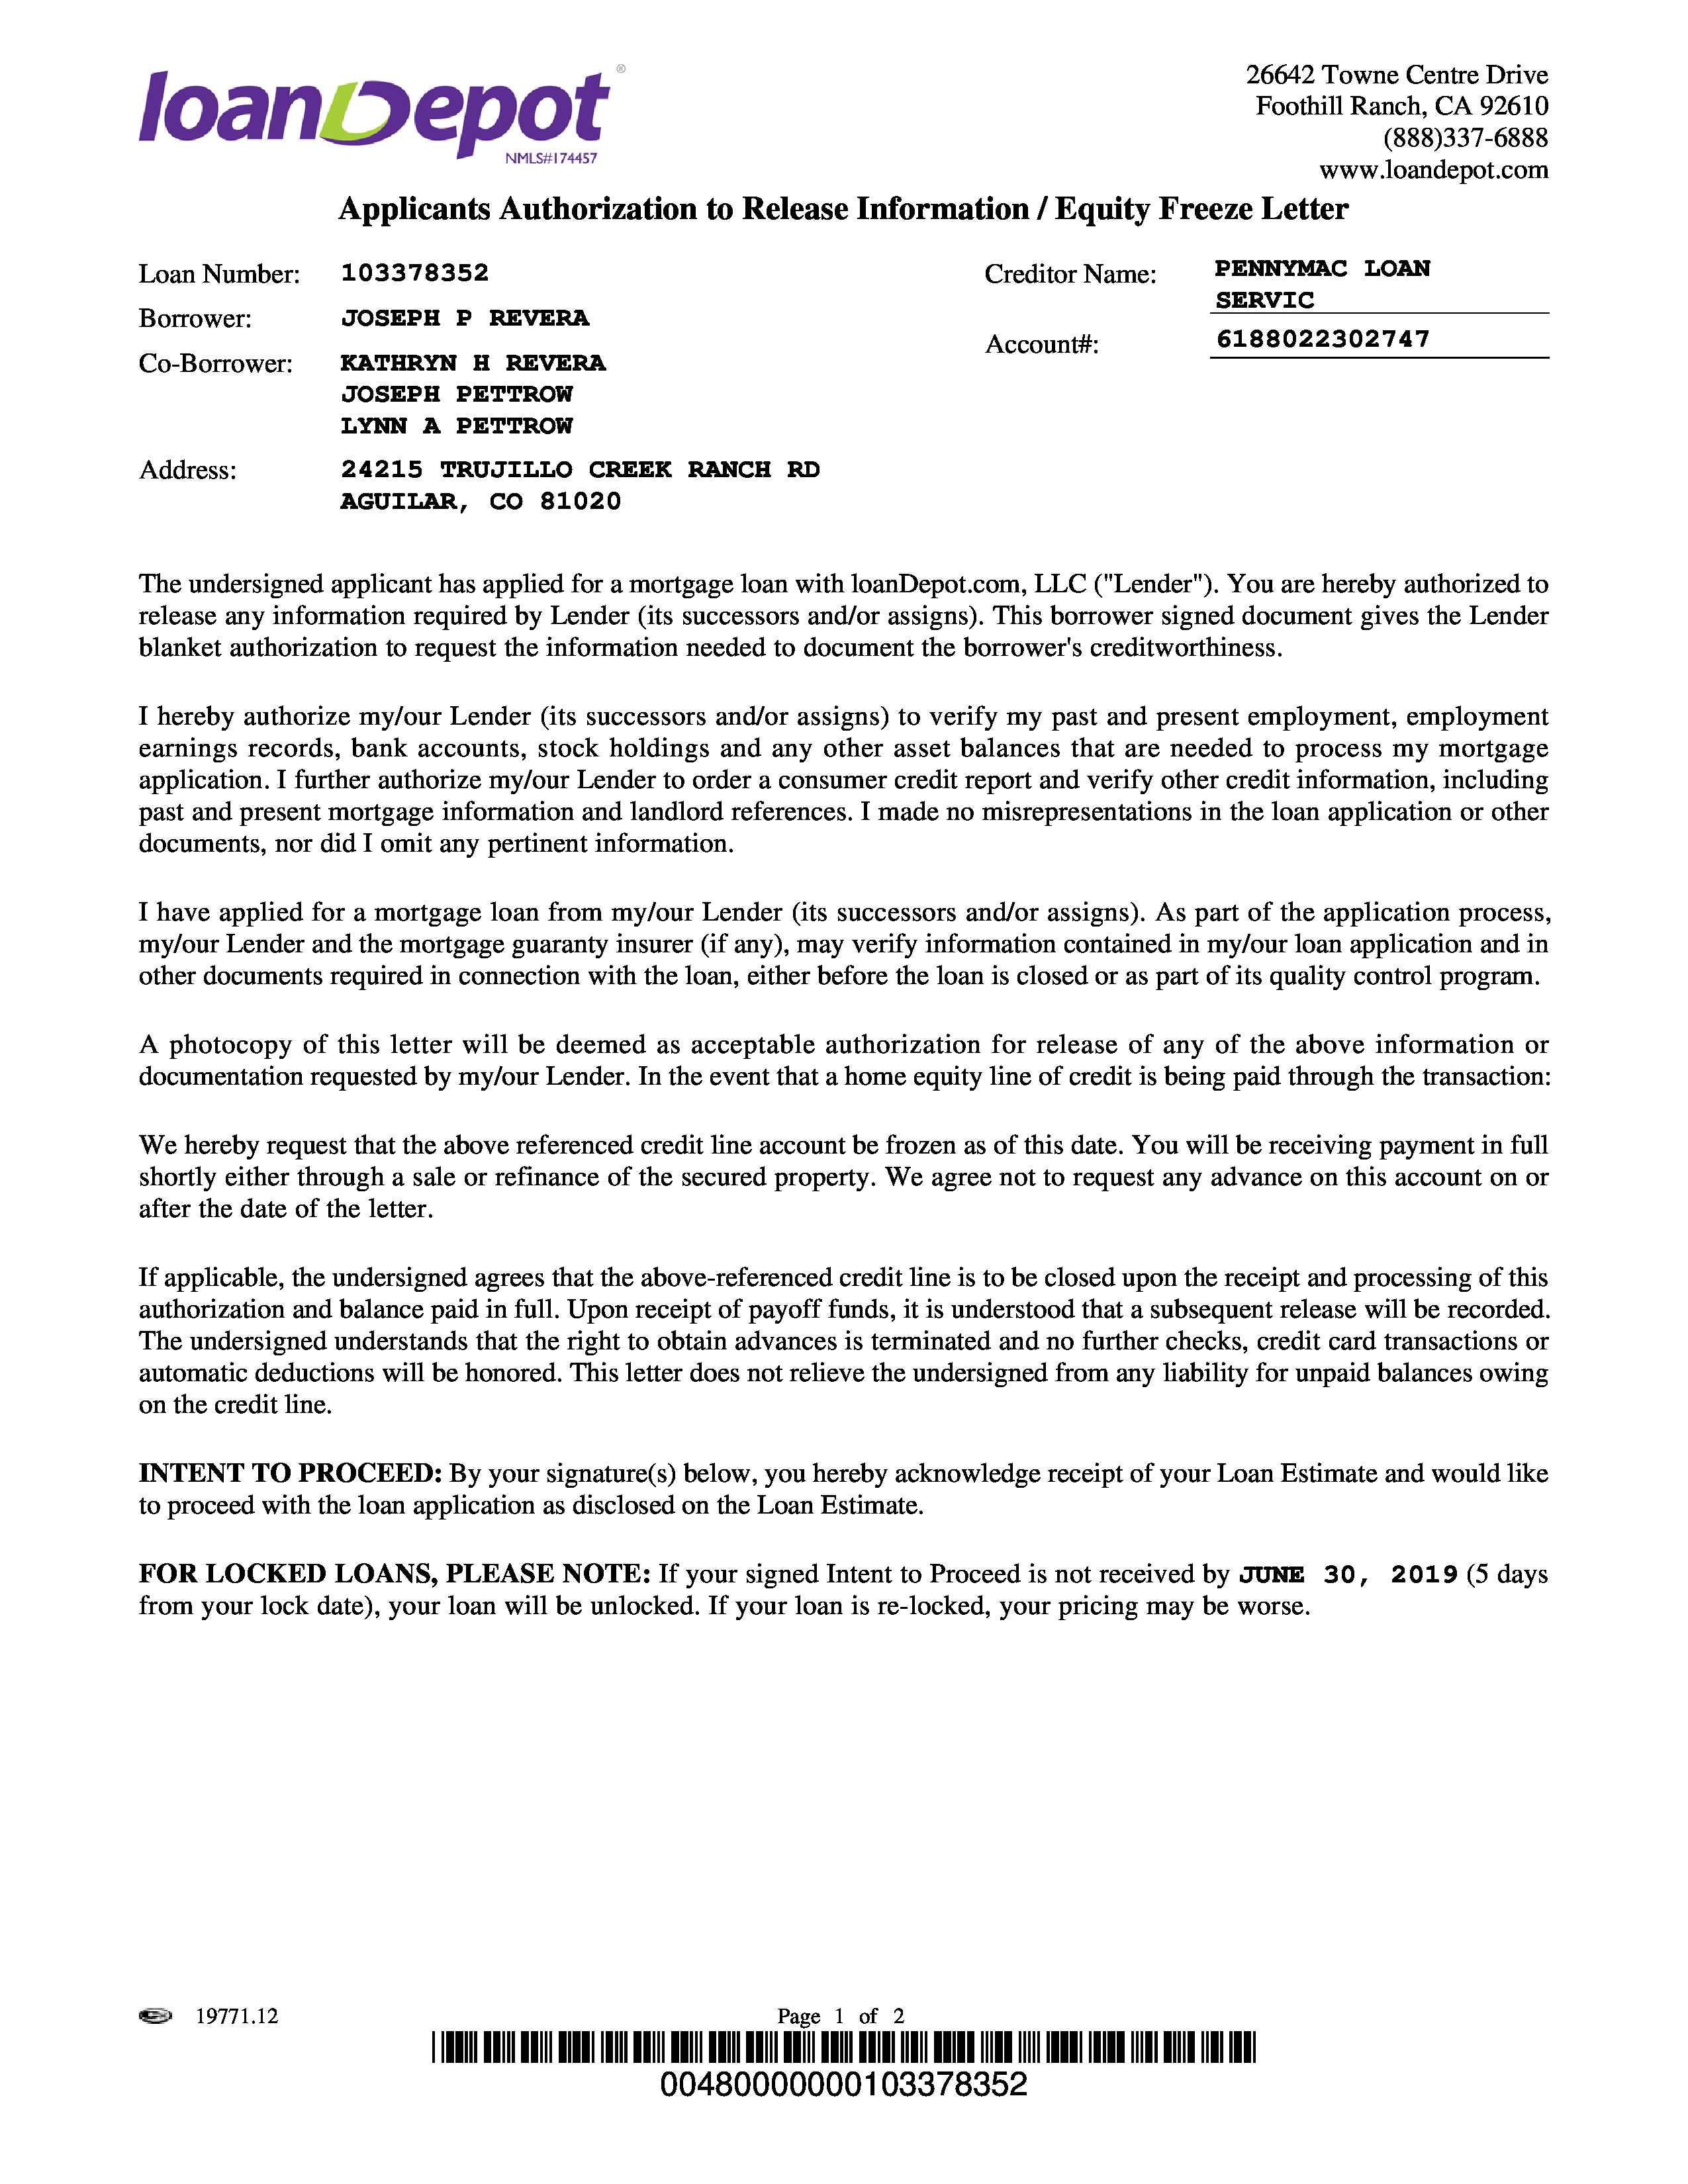 loanDepot®
NMLS#174457
26642 Towne Centre Drive
Foothill Ranch, CA 92610
(888)337-6888
www.loandepot.com
Applicants Authorization to Release Information / Equity Freeze Letter
Loan Number: 103378352
Borrower: JOSEPH P REVERA
Co-Borrower: KATHRYN H REVERA
JOSEPH PETTROW
LYNN A PETTROW
Address: 24215 TRUJILLO CREEK RANCH RD
AGUILAR, CO 81020
Creditor Name: PENNYMAC LOAN
SERVIC
Account#: 6188022302747
The undersigned applicant has applied for a mortgage loan with loanDepot.com, LLC ("Lender"). You are hereby authorized to
release any information required by Lender (its successors and/or assigns). This borrower signed document gives the Lender
blanket authorization to request the information needed to document the borrower's creditworthiness.
I hereby authorize my/our Lender (its successors and/or assigns) to verify my past and present employment, employment
earnings records, bank accounts, stock holdings and any other asset balances that are needed to process my mortgage
application. I further authorize my/our Lender to order a consumer credit report and verify other credit information, including
past and present mortgage information and landlord references. I made no misrepresentations in the loan application or other
documents, nor did I omit any pertinent information.
I have applied for a mortgage loan from my/our Lender (its successors and/or assigns). As part of the application process,
my/our Lender and the mortgage guaranty insurer (if any), may verify information contained in my/our loan application and in
other documents required in connection with the loan, either before the loan is closed or as part of its quality control program.
A photocopy of this letter will be deemed as acceptable authorization for release of any of the above information or
documentation requested by my/our Lender. In the event that a home equity line of credit is being paid through the transaction:
We hereby request that the above referenced credit line account be frozen as of this date. You will be receiving payment in full
shortly either through a sale or refinance of the secured property. We agree not to request any advance on this account on or
after the date of the letter.
If applicable, the undersigned agrees that the above-referenced credit line is to be closed upon the receipt and processing of this
authorization and balance paid in full. Upon receipt of payoff funds, it is understood that a subsequent release will be recorded.
The undersigned understands that the right to obtain advances is terminated and no further checks, credit card transactions or
automatic deductions will be honored. This letter does not relieve the undersigned from any liability for unpaid balances owing
on the credit line.
INTENT TO PROCEED: By your signature(s) below, you hereby acknowledge receipt of your Loan Estimate and would like
to proceed with the loan application as disclosed on the Loan Estimate.
FOR LOCKED LOANS, PLEASE NOTE: If your signed Intent to Proceed is not received by JUNE 30, 2019 (5 days
from your lock date), your loan will be unlocked. If your loan is re-locked, your pricing may be worse.
19771.12
Page 1 of 2
00480000000103378352